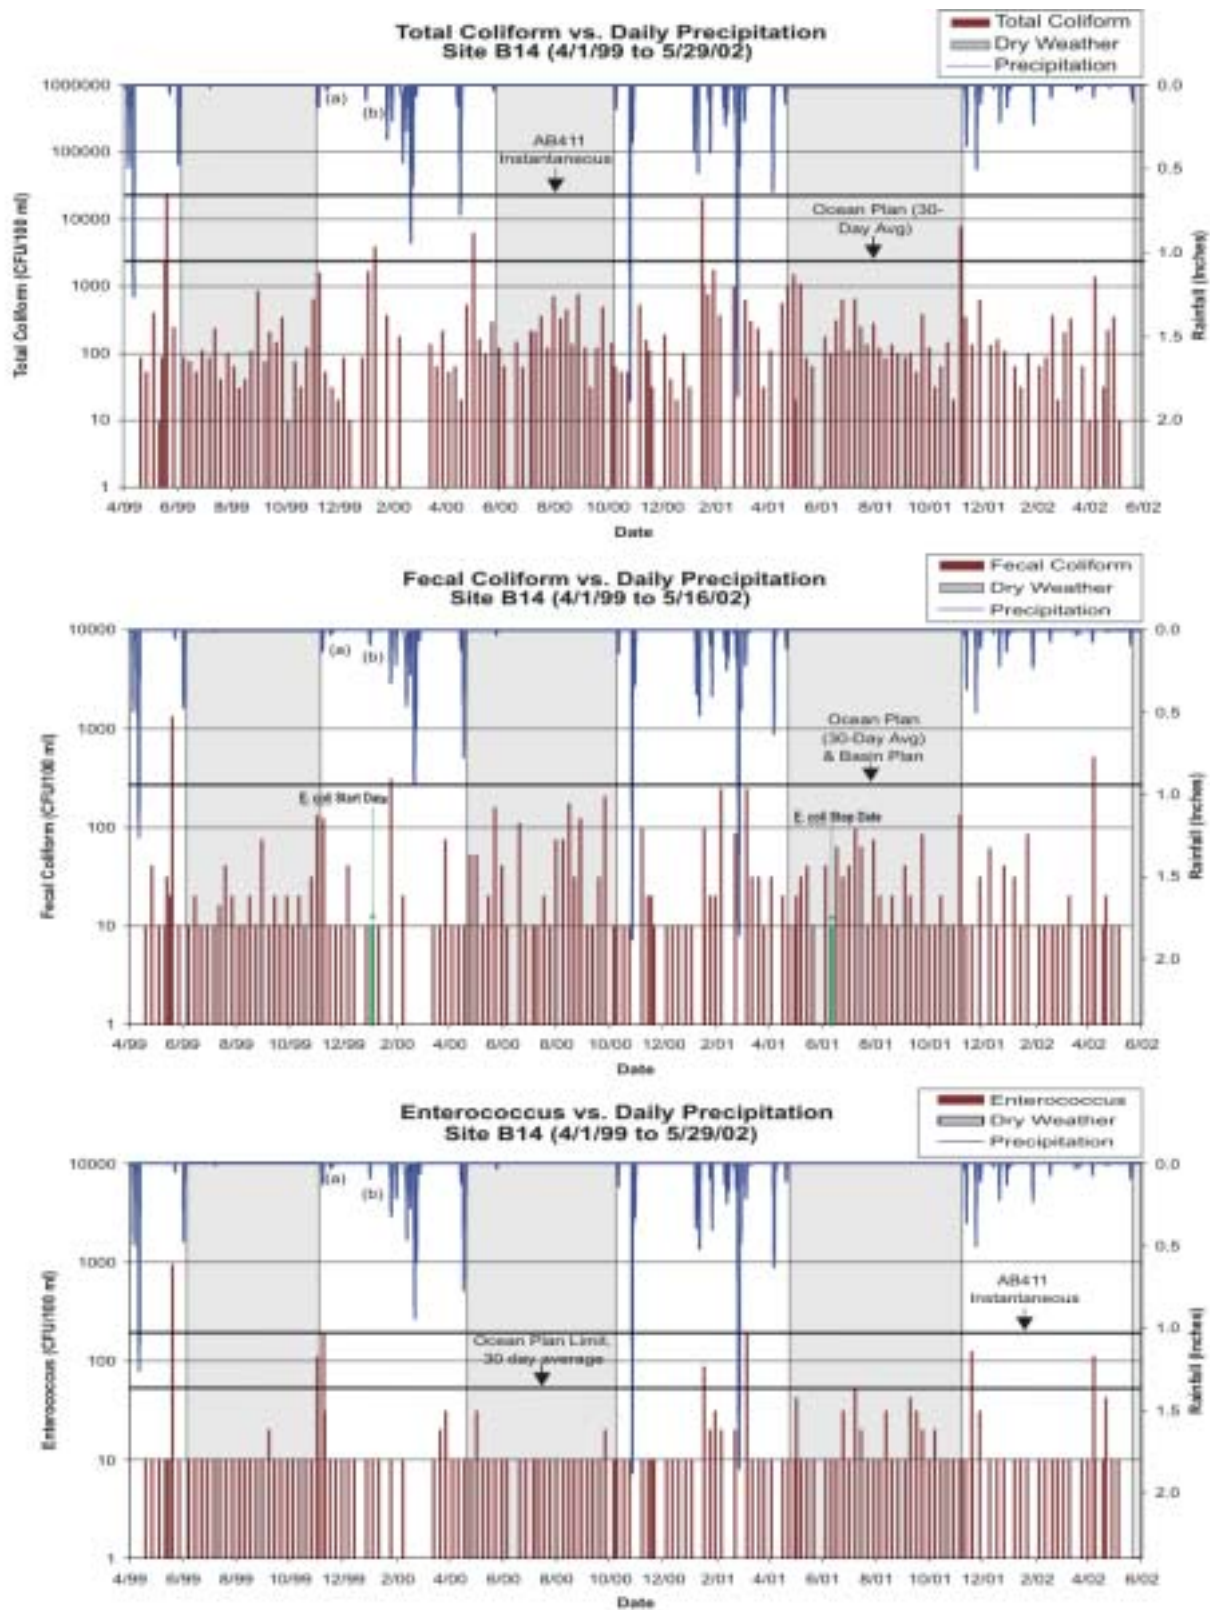 Total Coliform vs. Daily Precipitation
Site B14 (4/1/99 to 5/29/02)
Total Coliform
Dry Weather
Precipitation
1000000
100000
10000
1000
100
10
1
0.0
0.5
1.0
1.5
2.0
(a)
(b)
AB411
Instantaneous
Ocean Plan (30-
Day Avg)
Total Coliform (CFU/100 ml)
Rainfall (Inches)
4/99 6/99 8/99 10/99 12/99 2/00 4/00 6/00 8/00 10/00 12/00 2/01 4/01 6/01 8/01 10/01 12/01 2/02 4/02 6/02
Date
Fecal Coliform vs. Daily Precipitation
Site B14 (4/1/99 to 5/16/02)
Fecal Coliform
Dry Weather
Precipitation
10000
1000
100
10
1
0.0
0.5
1.0
1.5
2.0
(a)
(b)
Ocean Plan
(30-Day Avg)
& Basin Plan
E. coli Start Date
E. coli Stop Date
Fecal Coliform (CFU/100 ml)
Rainfall (Inches)
4/99 6/99 8/99 10/99 12/99 2/00 4/00 6/00 8/00 10/00 12/00 2/01 4/01 6/01 8/01 10/01 12/01 2/02 4/02 6/02
Date
Enterococcus vs. Daily Precipitation
Site B14 (4/1/99 to 5/29/02)
Enterococcus
Dry Weather
Precipitation
10000
1000
100
10
1
0.0
0.5
1.0
1.5
2.0
(a)
(b)
AB411
Instantaneous
Ocean Plan Limit,
30 day average
Enterococcus (CFU/100 ml)
Rainfall (Inches)
4/99 6/99 8/99 10/99 12/99 2/00 4/00 6/00 8/00 10/00 12/00 2/01 4/01 6/01 8/01 10/01 12/01 2/02 4/02 6/02
Date